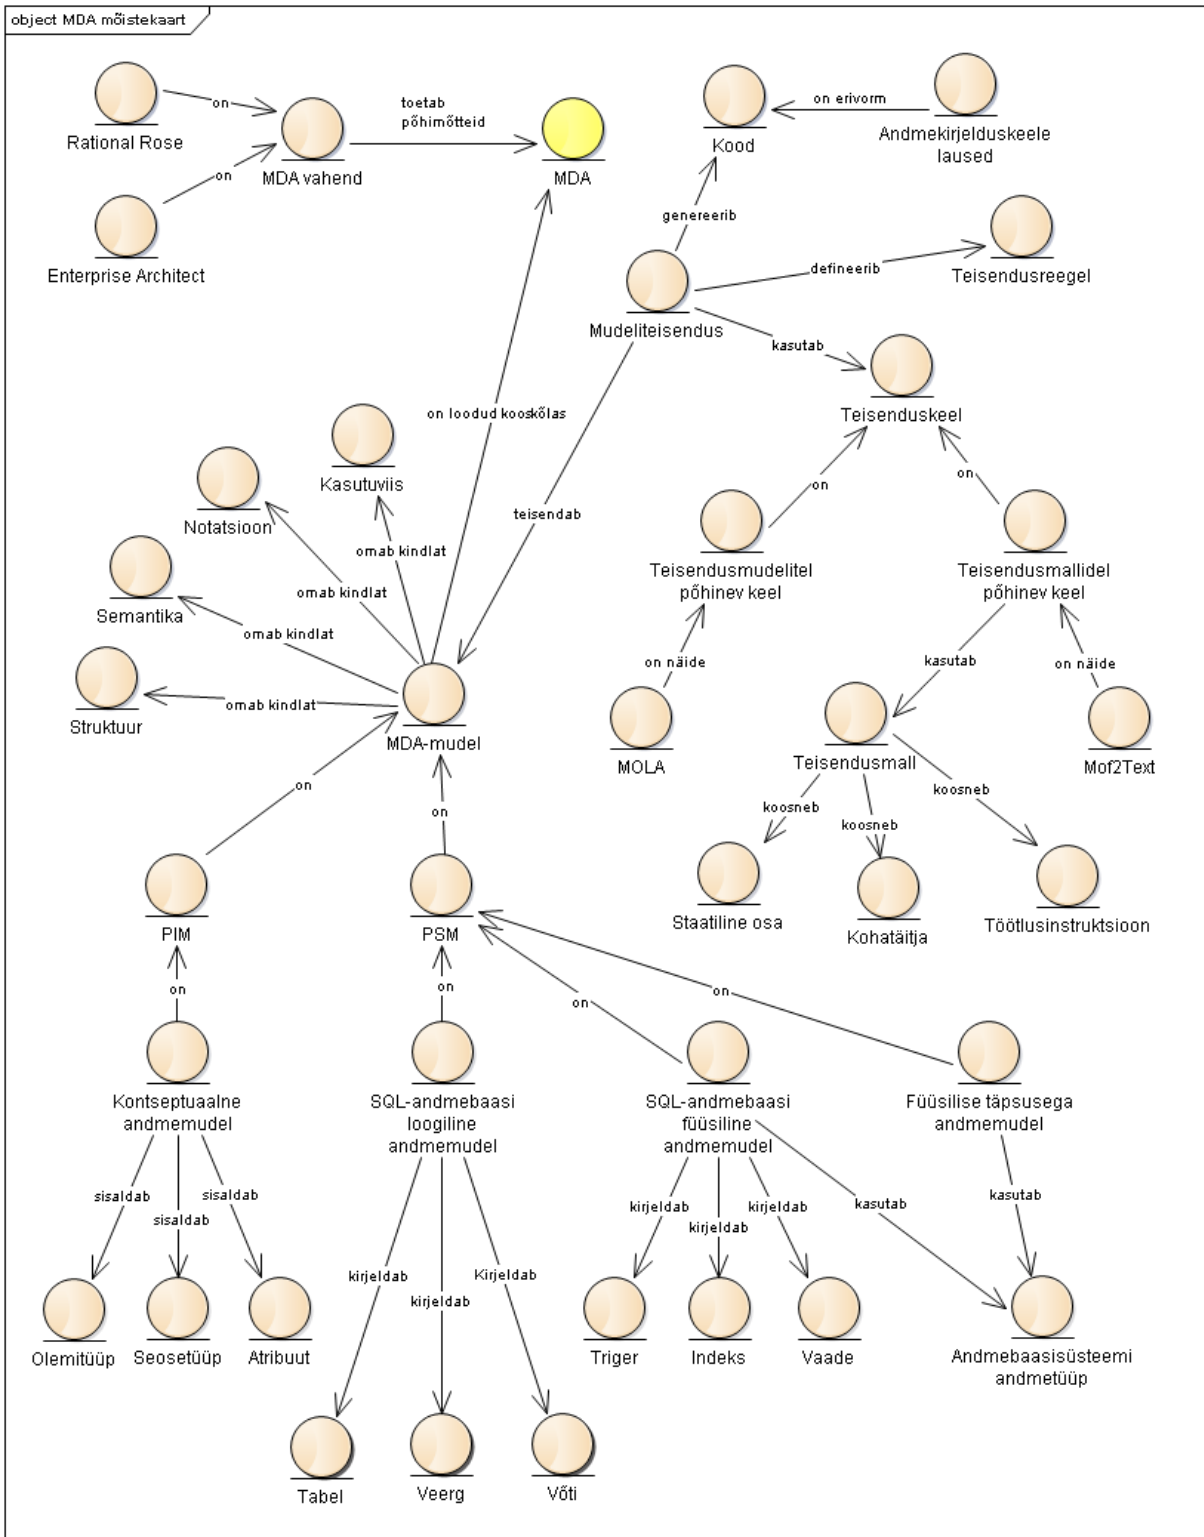 object MDA mõistekaart
Rational Rose
on
MDA vahend
toetab
põhimõtteid
MDA
on
Enterprise Architect
Kood
on erivorm
Andmekirjelduskeele
laused
genereerib
Mudeliteisendus
defineerib
Teisendusreegel
kasutab
Teisenduskeel
on loodud kooskõlas
teisendab
Kasutuviis
Notatsioon
Semantika
Struktuur
omab kindlat
omab kindlat
omab kindlat
omab kindlat
MDA-mudel
on
on
Teisendusmudelitel
põhinev keel
Teisendusmallidel
põhinev keel
on näide
kasutab
on näide
MOLA
Teisendusmall
Mof2Text
koosneb
koosneb
koosneb
Staatiline osa
Kohatäitja
Töötlusinstruktsioon
on
on
PIM
PSM
on
on
on
on
Kontseptuaalne
andmemudel
SQL-andmebaasi
loogiline
andmemudel
SQL-andmebaasi
füüsiline
andmemudel
Füüsilise täpsusega
andmemudel
sisaldab
sisaldab
sisaldab
kirjeldab
kirjeldab
Kirjeldab
kirjeldab
kirjeldab
kirjeldab
kasutab
kasutab
Olemitüüp
Seosetüüp
Atribuut
Triger
Indeks
Vaade
Andmebaasisüsteemi
andmetüüp
Tabel
Veerg
Võti